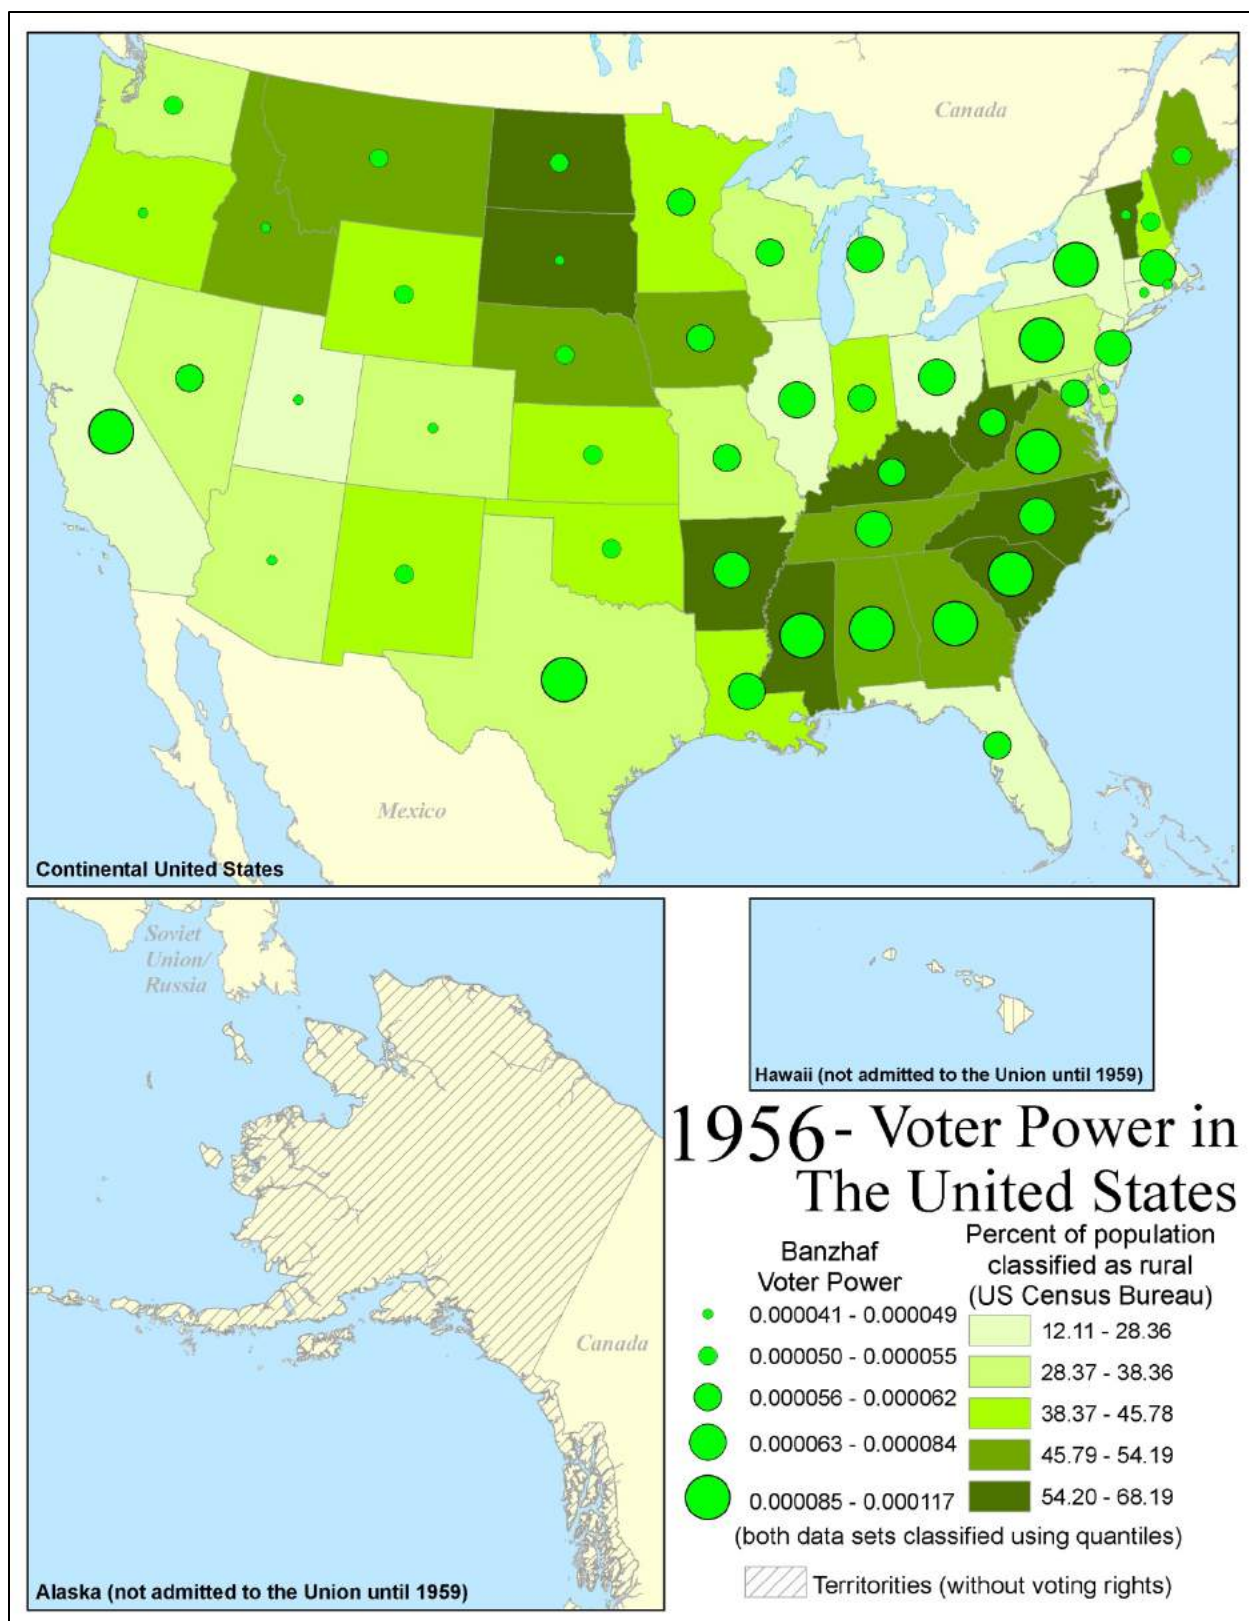 Canada
Mexico
Continental United States
Soviet
Union/
Russia
Canada
Alaska (not admitted to the Union until 1959)
Hawaii (not admitted to the Union until 1959)
1956 - Voter Power in
The United States
Banzhaf
Voter Power
0.000041 - 0.000049
0.000050 - 0.000055
0.000056 - 0.000062
0.000063 - 0.000084
0.000085 - 0.000117
Percent of population
classified as rural
(US Census Bureau)
12.11 - 28.36
28.37 - 38.36
38.37 - 45.78
45.79 - 54.19
54.20 - 68.19
(both data sets classified using quantiles)
Territorities (without voting rights)